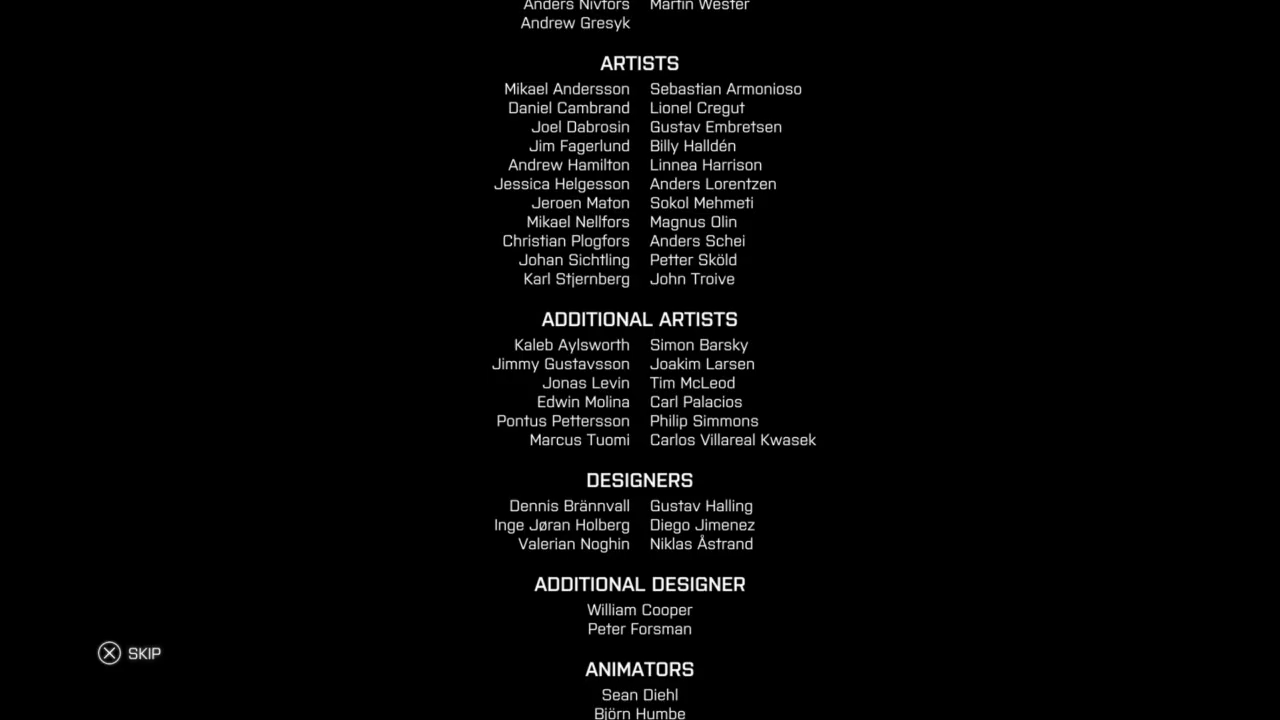 Anders Nivfors Martin Wester
Andrew Gresyk
ARTISTS
Mikael Andersson Sebastian Armonioso
Daniel Cambrand Lionel Cregut
Joel Dabrosin Gustav Embretsen
Jim Fagerlund Billy Halldén
Andrew Hamilton Linnea Harrison
Jessica Helgesson Anders Lorentzen
Jeroen Maton Sokol Mehmeti
Mikael Nellfors Magnus Olin
Christian Plogfors Anders Schei
Johan Sichtling Petter Sköld
Karl Stjernberg John Troive
ADDITIONAL ARTISTS
Kaleb Aylsworth Simon Barsky
Jimmy Gustavsson Joakim Larsen
Jonas Levin Tim McLeod
Edwin Molina Carl Palacios
Pontus Pettersson Philip Simmons
Marcus Tuomi Carlos Villareal Kwasek
DESIGNERS
Dennis Brännvall Gustav Halling
Inge Jøran Holberg Diego Jimenez
Valerian Noghin Niklas Åstrand
ADDITIONAL DESIGNER
William Cooper
Peter Forsman
SKIP
ANIMATORS
Sean Diehl
Björn Humbe